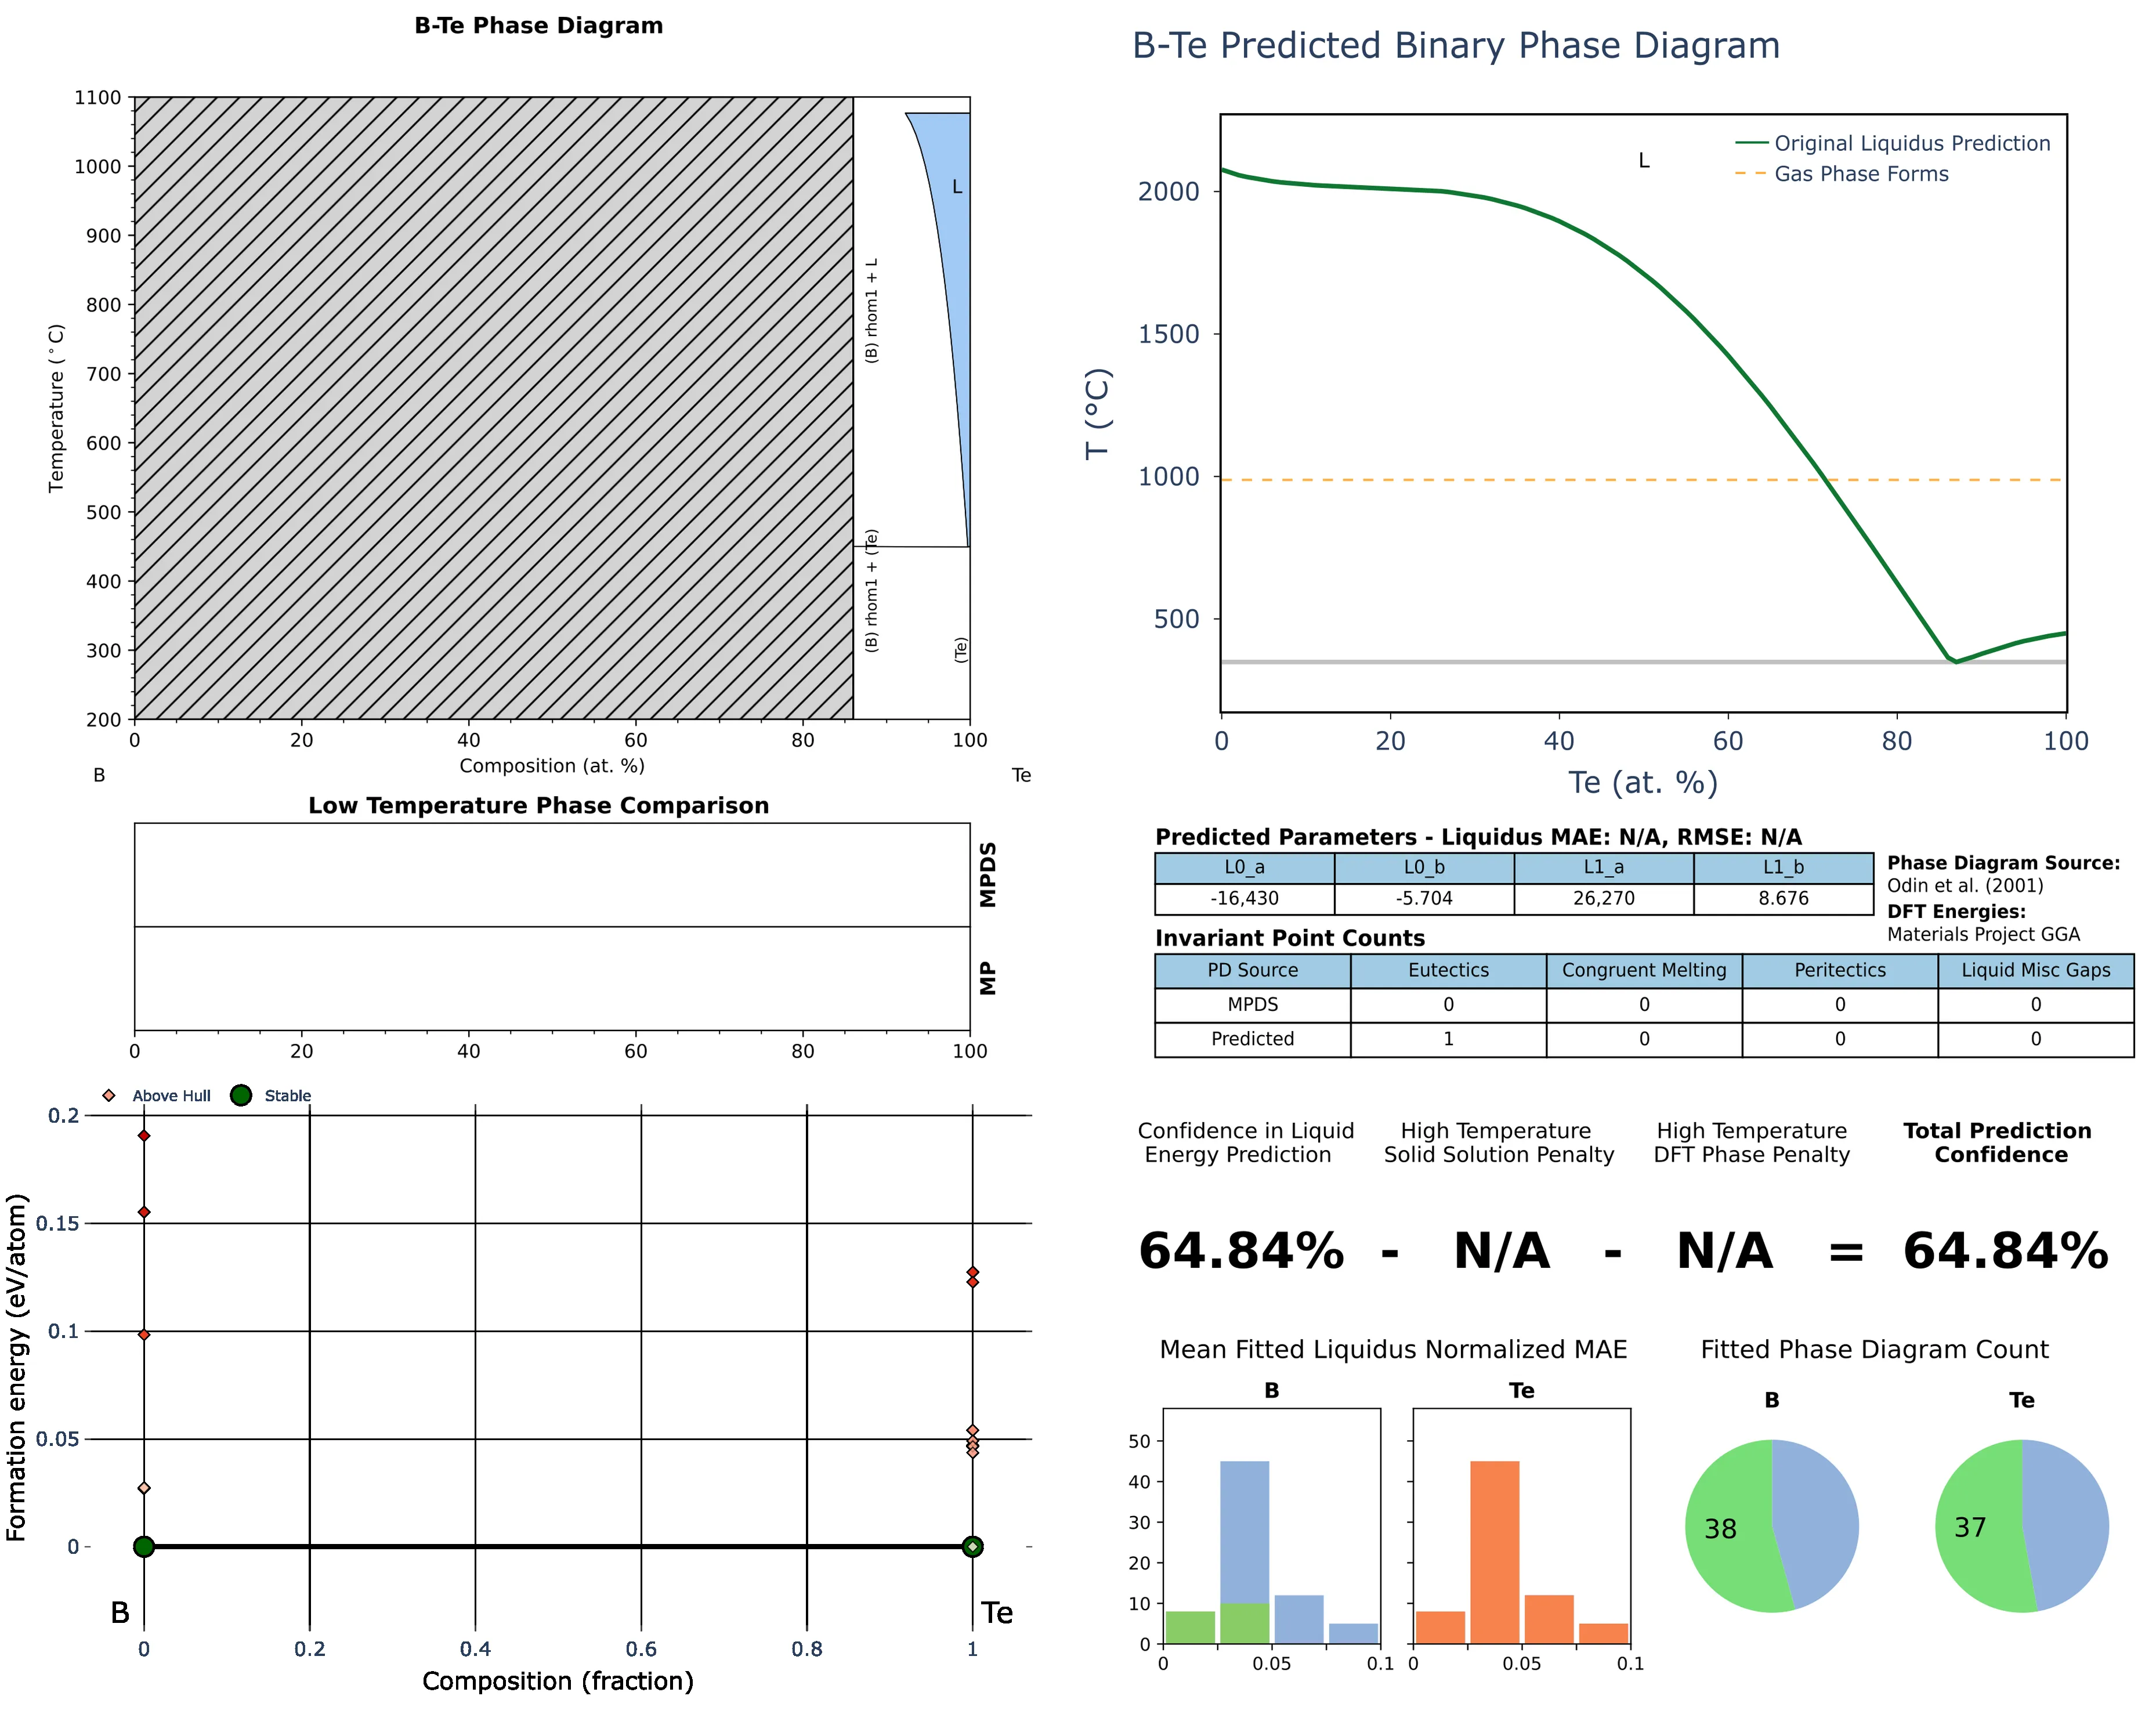 B-Te Phase Diagram
1100
1000
900
800
700
600
500
400
300
200
Temperature (°C)
L
(B) rhom1 + L
(B) rhom1 + (Te)
(Te)
0 20 40 60 80 100
Composition (at. %)
B Te
Low Temperature Phase Comparison
MPDS
MP
0 20 40 60 80 100
Above Hull Stable
0.2
0.15
0.1
0.05
0
Formation energy (eV/atom)
B Te
0 0.2 0.4 0.6 0.8 1
Composition (fraction)
B-Te Predicted Binary Phase Diagram
L
Original Liquidus Prediction
Gas Phase Forms
2000
1500
1000
500
T (°C)
0 20 40 60 80 100
Te (at. %)
Predicted Parameters - Liquidus MAE: N/A, RMSE: N/A
L0_a L0_b L1_a L1_b
-16,430 -5.704 26,270 8.676
Phase Diagram Source:
Odin et al. (2001)
DFT Energies:
Materials Project GGA
Invariant Point Counts
PD Source Eutectics Congruent Melting Peritectics Liquid Misc Gaps
MPDS 0 0 0 0
Predicted 1 0 0 0
Confidence in Liquid
Energy Prediction
High Temperature
Solid Solution Penalty
High Temperature
DFT Phase Penalty
Total Prediction
Confidence
64.84% - N/A - N/A = 64.84%
Mean Fitted Liquidus Normalized MAE
B Te
50
40
30
20
10
0
0 0.05 0.1 0 0.05 0.1
Fitted Phase Diagram Count
B Te
38 37